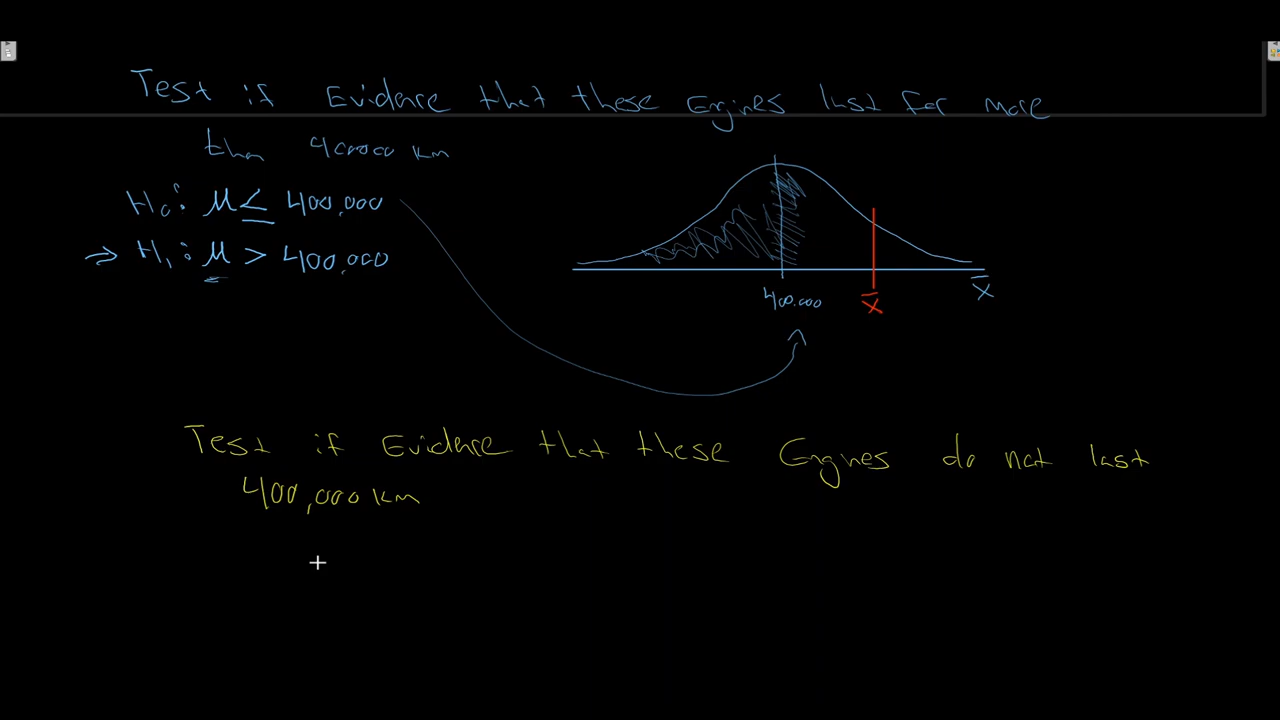 Test if Evidence that these Engines last for more
than 400000 km
H₀: μ ≤ 400,000
⇒ H₁: μ > 400,000
400,000
x̄
x̄
Test if Evidence that these Engines do not last
400,000 km